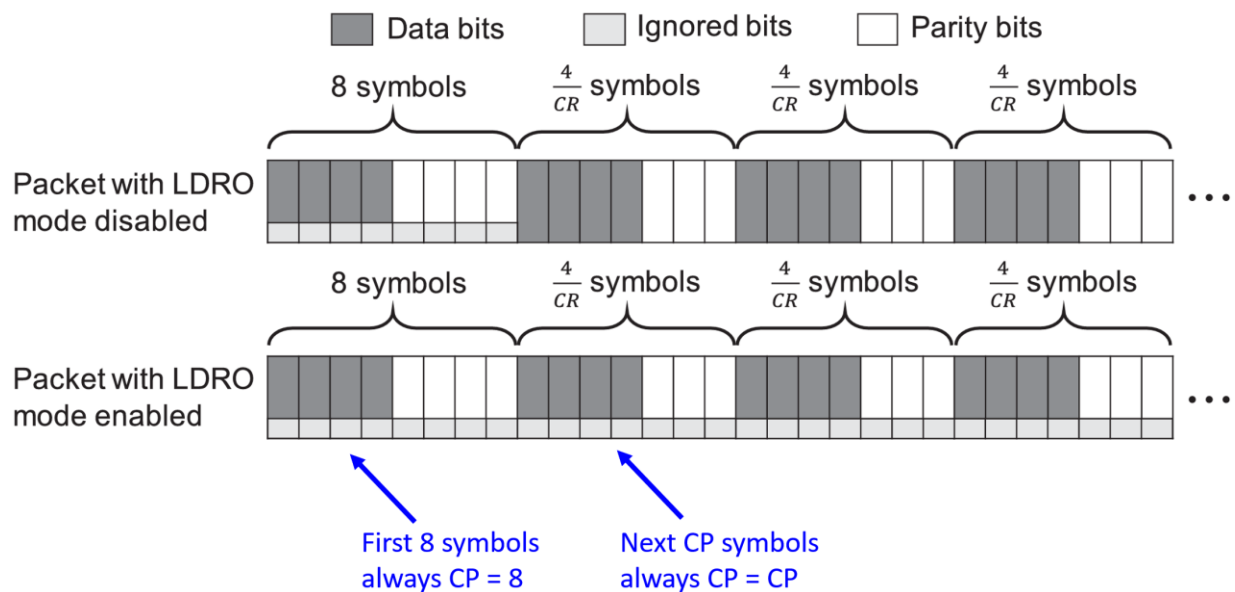 Data bits Ignored bits Parity bits
8 symbols 4/CR symbols 4/CR symbols 4/CR symbols
Packet with LDRO
mode disabled
...
8 symbols 4/CR symbols 4/CR symbols 4/CR symbols
Packet with LDRO
mode enabled
...
First 8 symbols
always CP = 8
Next CP symbols
always CP = CP